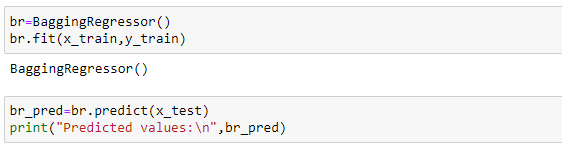 br=BaggingRegressor()
br.fit(x_train,y_train)
BaggingRegressor()
br_pred=br.predict(x_test)
print("Predicted values:\n",br_pred)